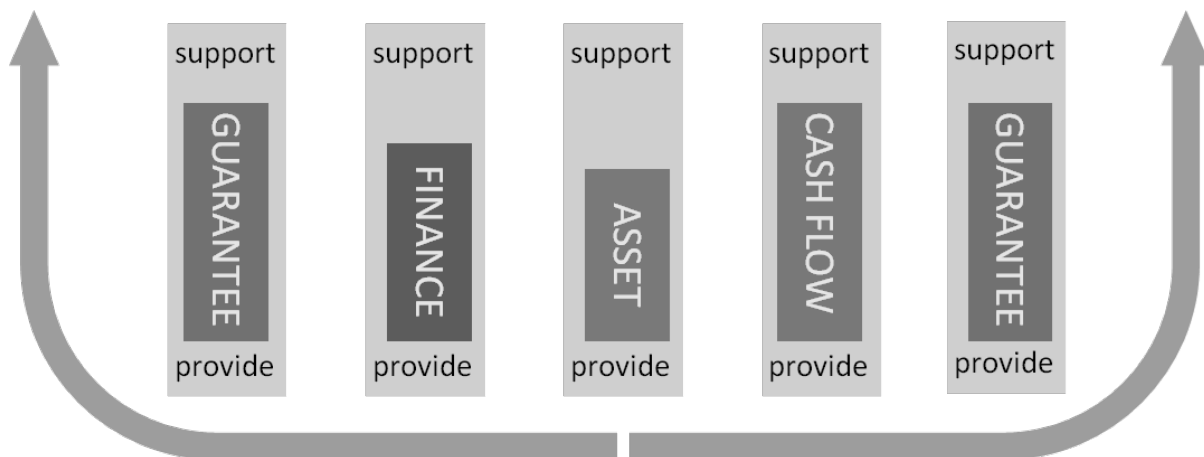 support support support support support
GUARANTEE
FINANCE
ASSET
CASH FLOW
GUARANTEE
provide provide provide provide provide